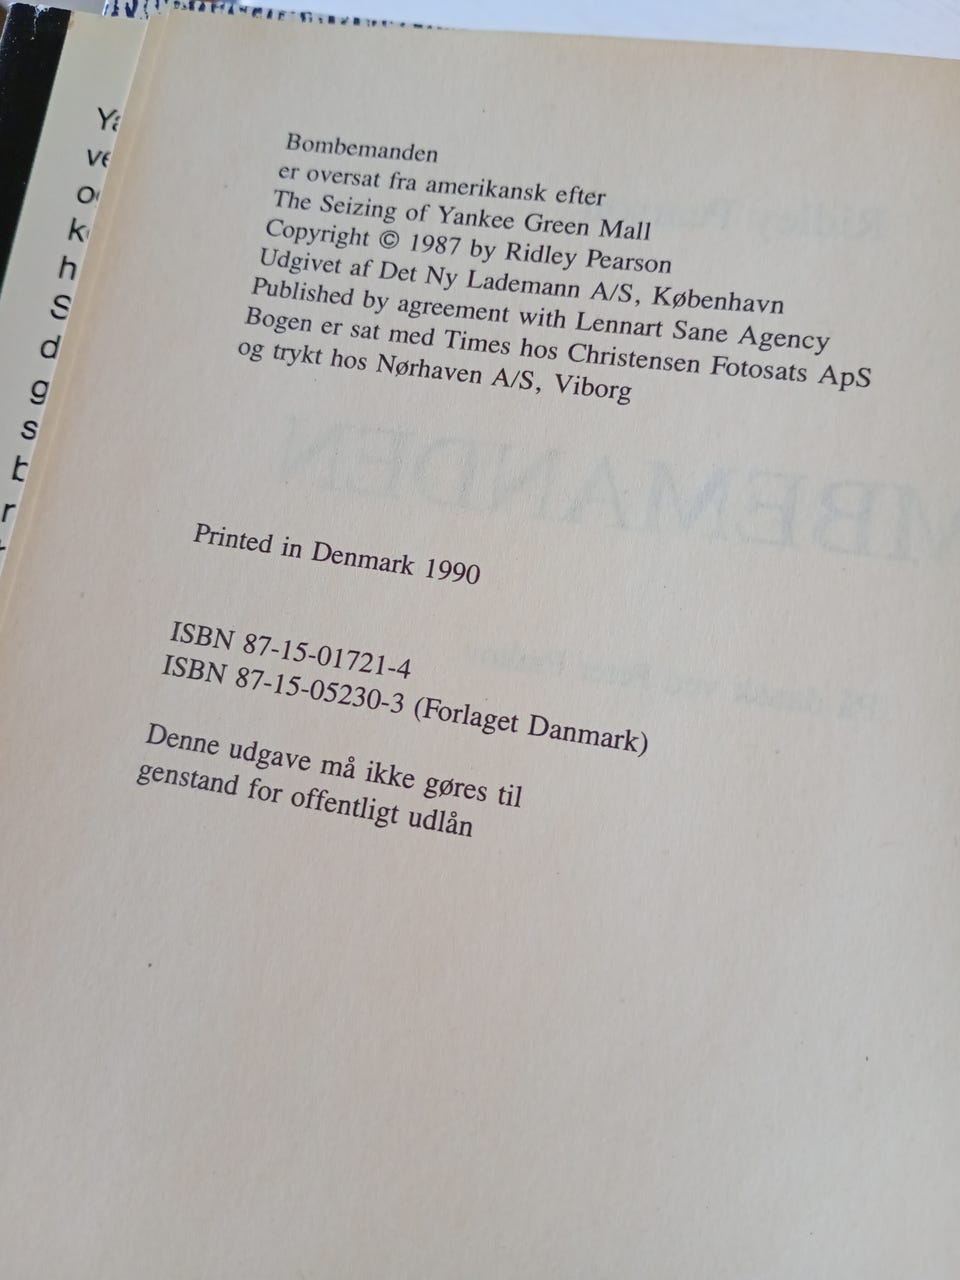 Bombemanden
er oversat fra amerikansk efter
The Seizing of Yankee Green Mall
Copyright © 1987 by Ridley Pearson
Udgivet af Det Ny Lademann A/S, København
Published by agreement with Lennart Sane Agency
Bogen er sat med Times hos Christensen Fotosats ApS
og trykt hos Nørhaven A/S, Viborg
Printed in Denmark 1990
ISBN 87-15-01721-4
ISBN 87-15-05230-3 (Forlaget Danmark)
Denne udgave må ikke gøres til
genstand for offentligt udlån